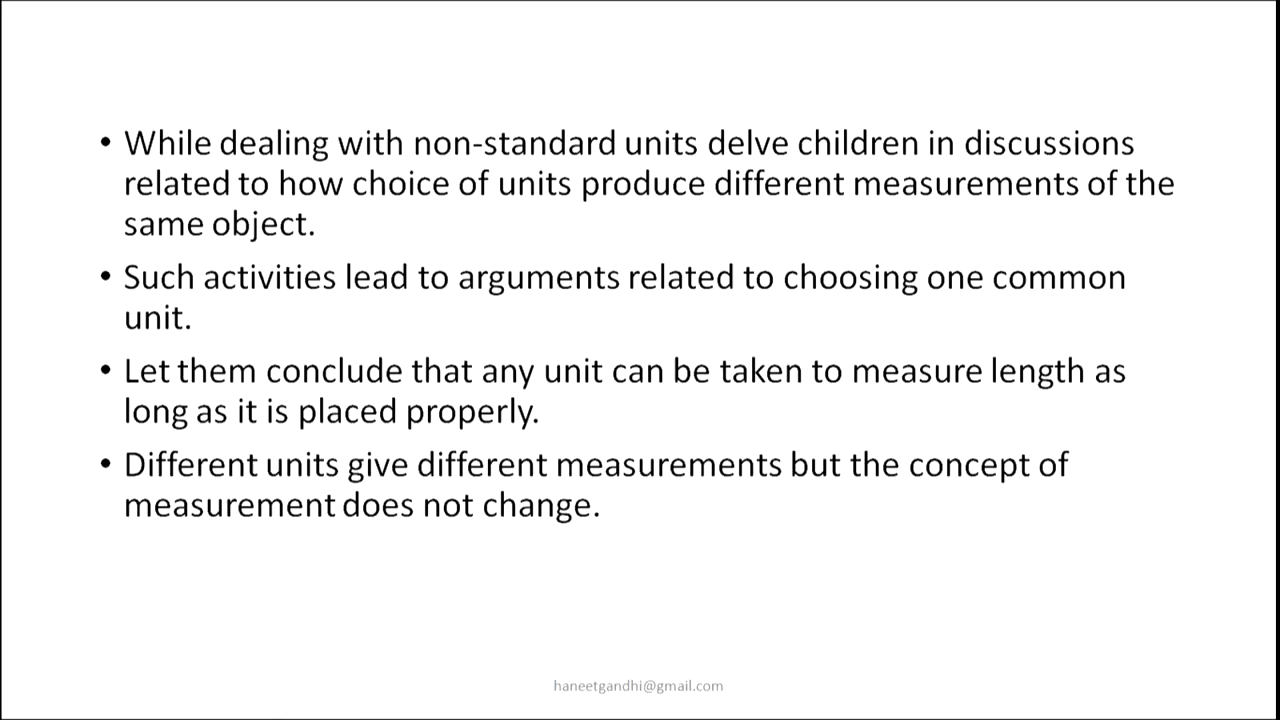 • While dealing with non-standard units delve children in discussions
related to how choice of units produce different measurements of the
same object.
• Such activities lead to arguments related to choosing one common
unit.
• Let them conclude that any unit can be taken to measure length as
long as it is placed properly.
• Different units give different measurements but the concept of
measurement does not change.
haneetgandhi@gmail.com